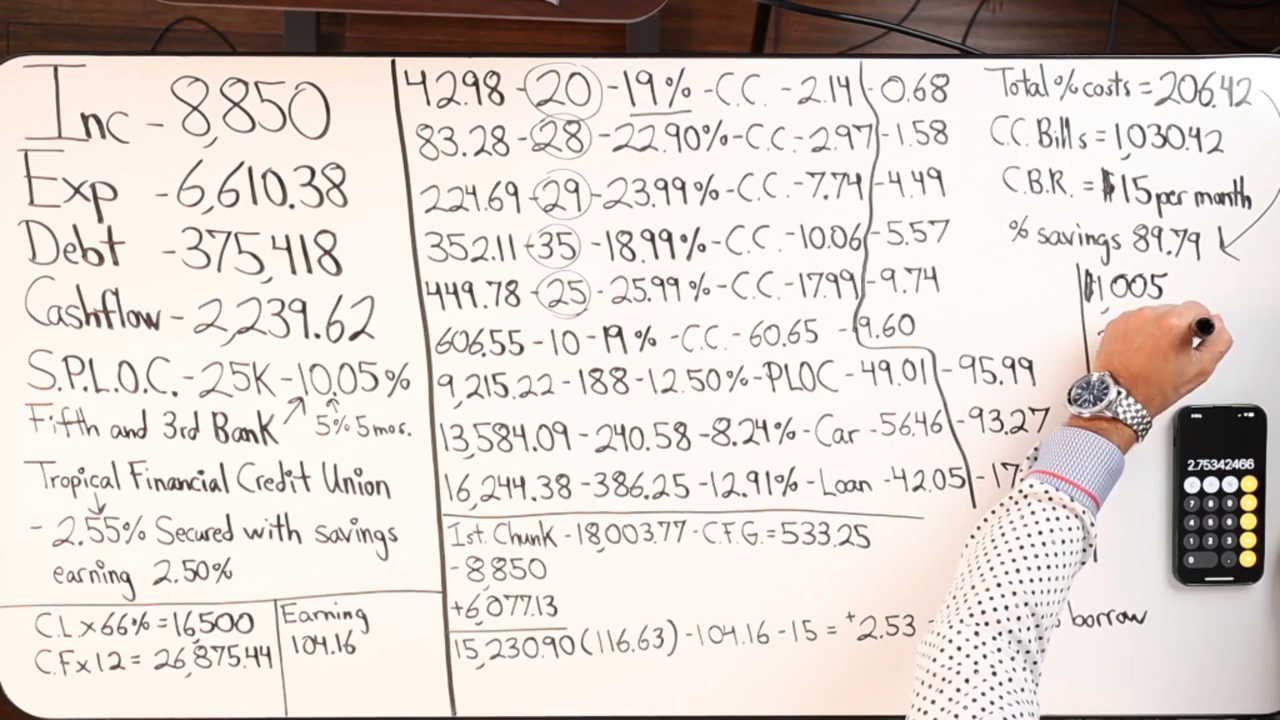 Inc - 8,850
Exp - 6,610.38
Debt - 375,418
Cashflow - 2,239.62
S.P.L.O.C. - 25K - 10.05%
Fifth and 3rd Bank 5% 5 mos.
Tropical Financial Credit Union
- 2.55% Secured with savings
earning 2.50%
C.L x 66% = 16,500
C.F x 12 = 26,875.44
Earning
104.16
42.98 - 20 - 19% - C.C. - 2.14 - 0.68
83.28 - 28 - 22.90% - C.C. - 2.97 - 1.58
224.69 - 29 - 23.99% - C.C. - 7.74 - 4.49
352.11 - 35 - 18.99% - C.C. - 10.06 - 5.57
449.78 - 25 - 25.99% - C.C. - 17.99 - 9.74
606.55 - 10 - 19% - C.C. - 60.65 - 9.60
9,215.22 - 188 - 12.50% - PLOC - 49.01 - 95.99
13,584.09 - 240.58 - 8.24% - Car - 56.46 - 93.27
16,244.38 - 386.25 - 12.91% - Loan - 42.05 - 17
1st. Chunk - 18,003.77 - C.F.G. = 533.25
- 8,850
+ 6,077.13
15,230.90 (116.63) - 104.16 - 15 = +2.53
borrow
Total % costs = 206.42
C.C. Bills = 1,030.42
C.B.R. = $15 per month
% savings 89.79
1,005
2.75342466